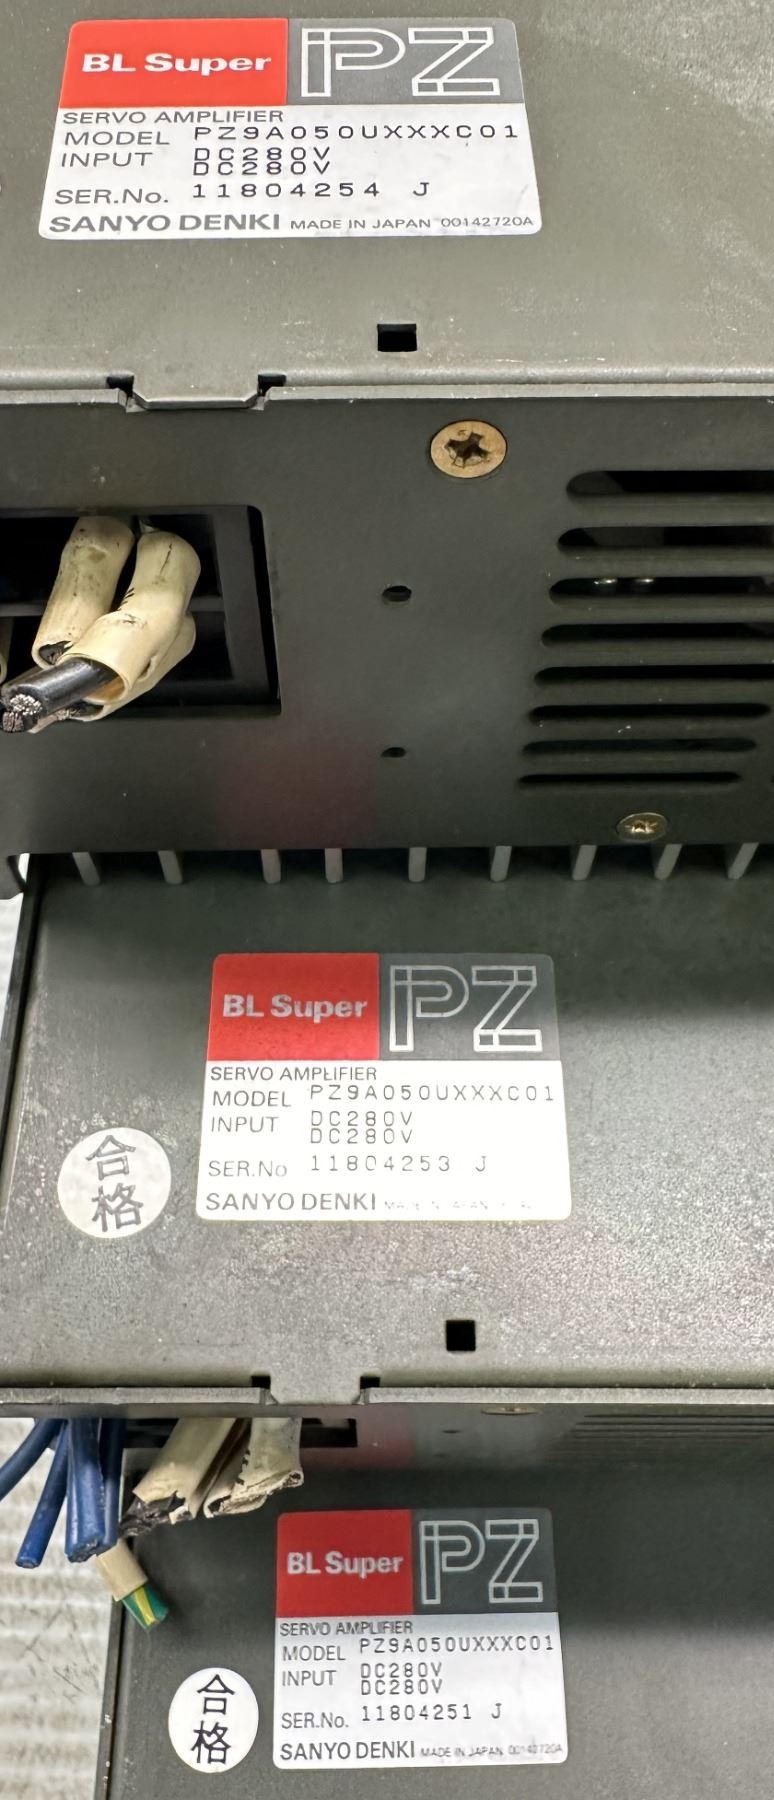 BL Super PZ
SERVO AMPLIFIER
MODEL PZ9A050UXXXC01
INPUT DC280V
DC280V
SER.No. 11804254 J
SANYO DENKI MADE IN JAPAN 00142720A
BL Super PZ
SERVO AMPLIFIER
MODEL PZ9A050UXXXC01
INPUT DC280V
DC280V
SER.No 11804253 J
SANYO DENKI
合格
BL Super PZ
SERVO AMPLIFIER
MODEL PZ9A050UXXXC01
INPUT DC280V
DC280V
SER.No. 11804251 J
SANYO DENKI MADE IN JAPAN 00142720A
合格